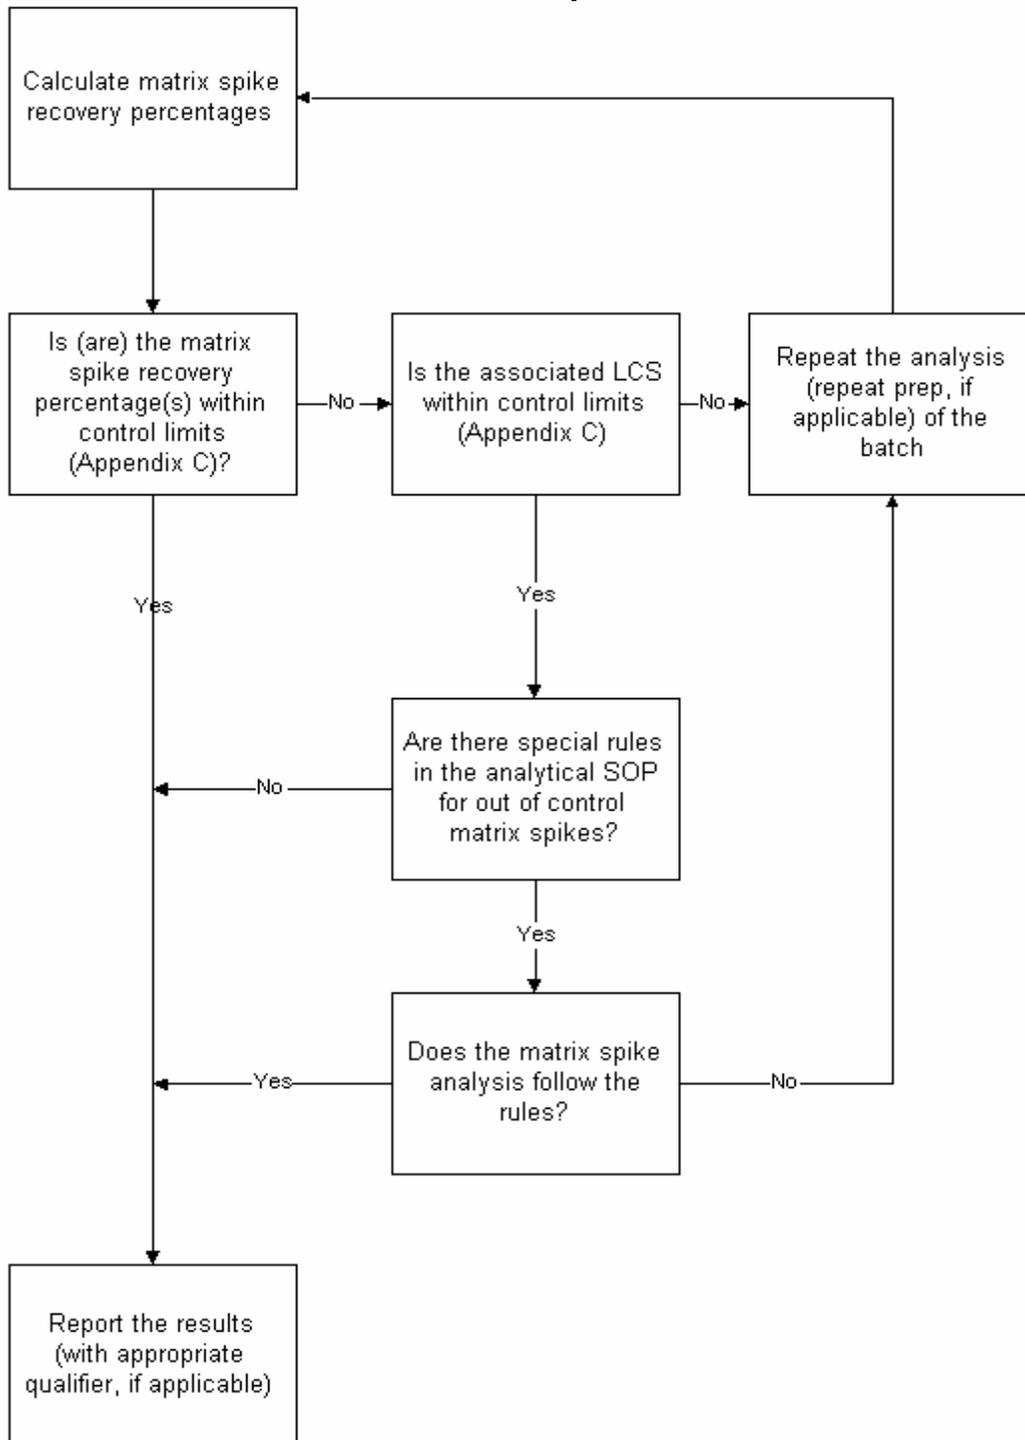 Calculate matrix spike
recovery percentages
Is (are) the matrix
spike recovery
percentage(s) within
control limits
(Appendix C)?
No
Is the associated LCS
within control limits
(Appendix C)
No
Repeat the analysis
(repeat prep, if
applicable) of the
batch
Yes
Yes
Are there special rules
in the analytical SOP
for out of control
matrix spikes?
No
Yes
Does the matrix spike
analysis follow the
rules?
Yes
No
Report the results
(with appropriate
qualifier, if applicable)